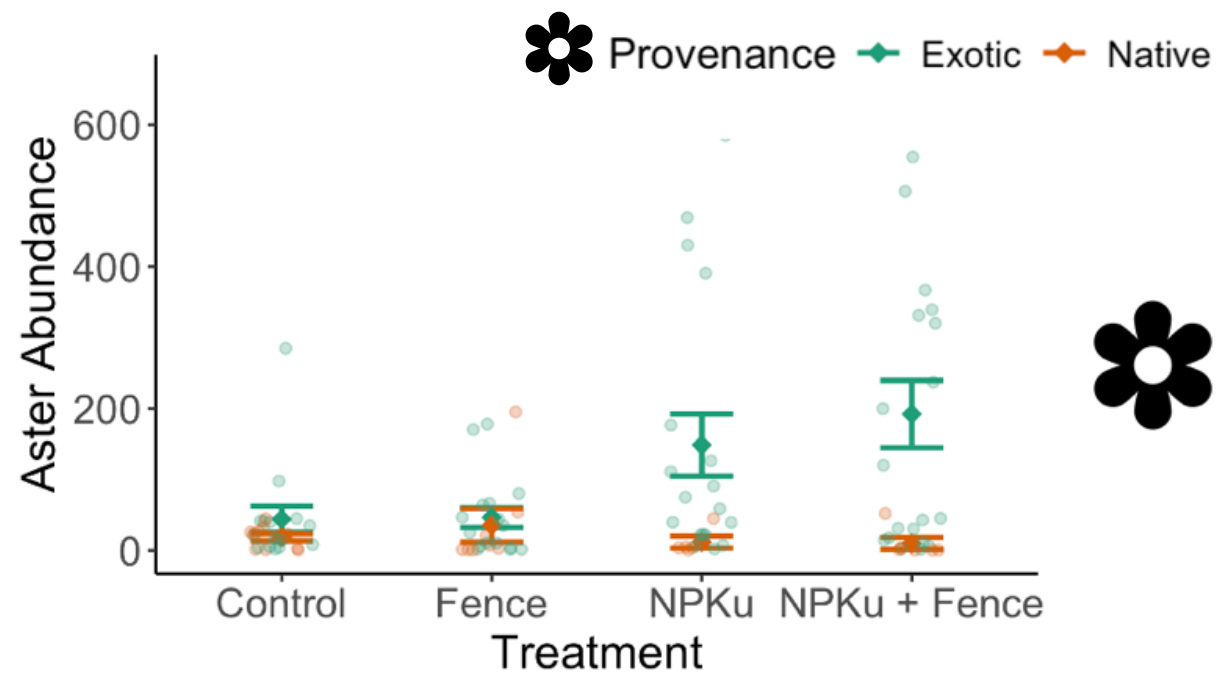 Provenance Exotic Native
Aster Abundance
600
400
200
0
Control Fence NPKu NPKu + Fence
Treatment